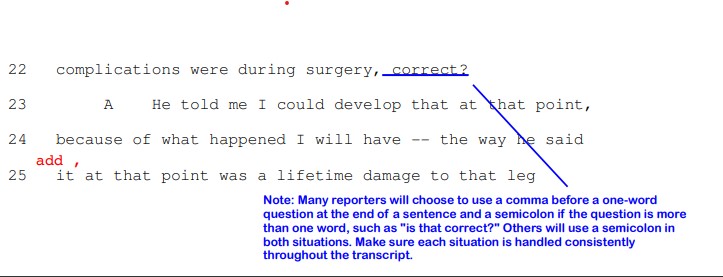 22 complications were during surgery, correct?
23 A He told me I could develop that at that point,
24 because of what happened I will have -- the way he said
add ,
25 it at that point was a lifetime damage to that leg
Note: Many reporters will choose to use a comma before a one-word
question at the end of a sentence and a semicolon if the question is more
than one word, such as "is that correct?" Others will use a semicolon in
both situations. Make sure each situation is handled consistently
throughout the transcript.